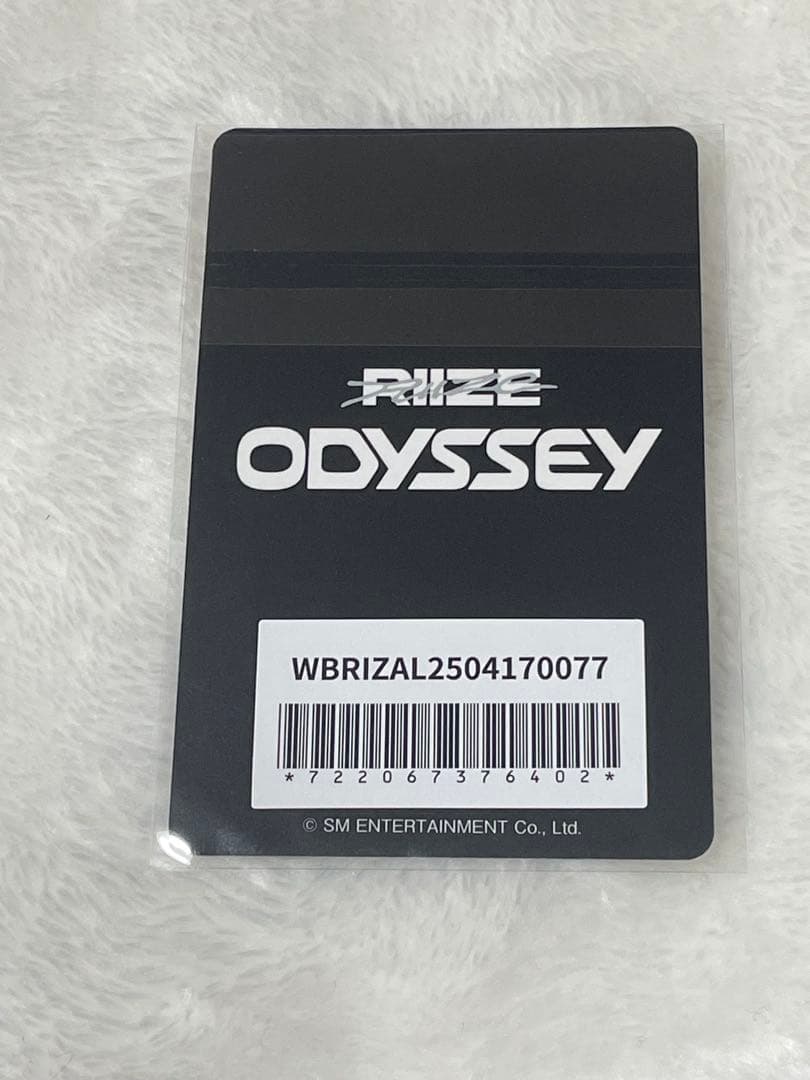 RIIZE
ODYSSEY
WBRIZAL2504170077
*722067376402*
© SM ENTERTAINMENT Co., Ltd.